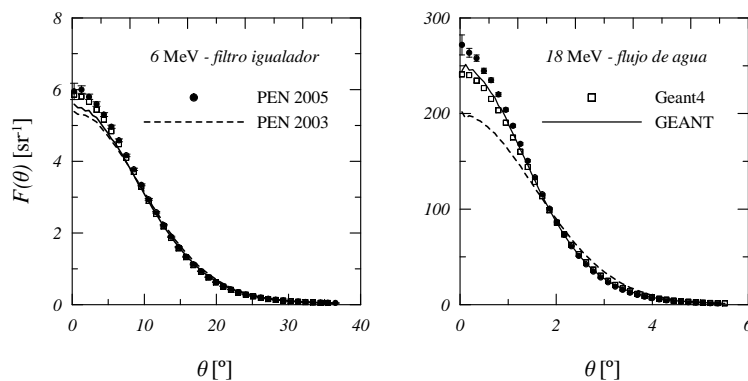 6 MeV - filtro igualador
PEN 2005
PEN 2003
F(θ) [sr-1]
8
6
4
2
0
0 10 20 30 40
θ [º]
18 MeV - flujo de agua
Geant4
GEANT
300
200
100
0
0 2 4 6
θ [º]